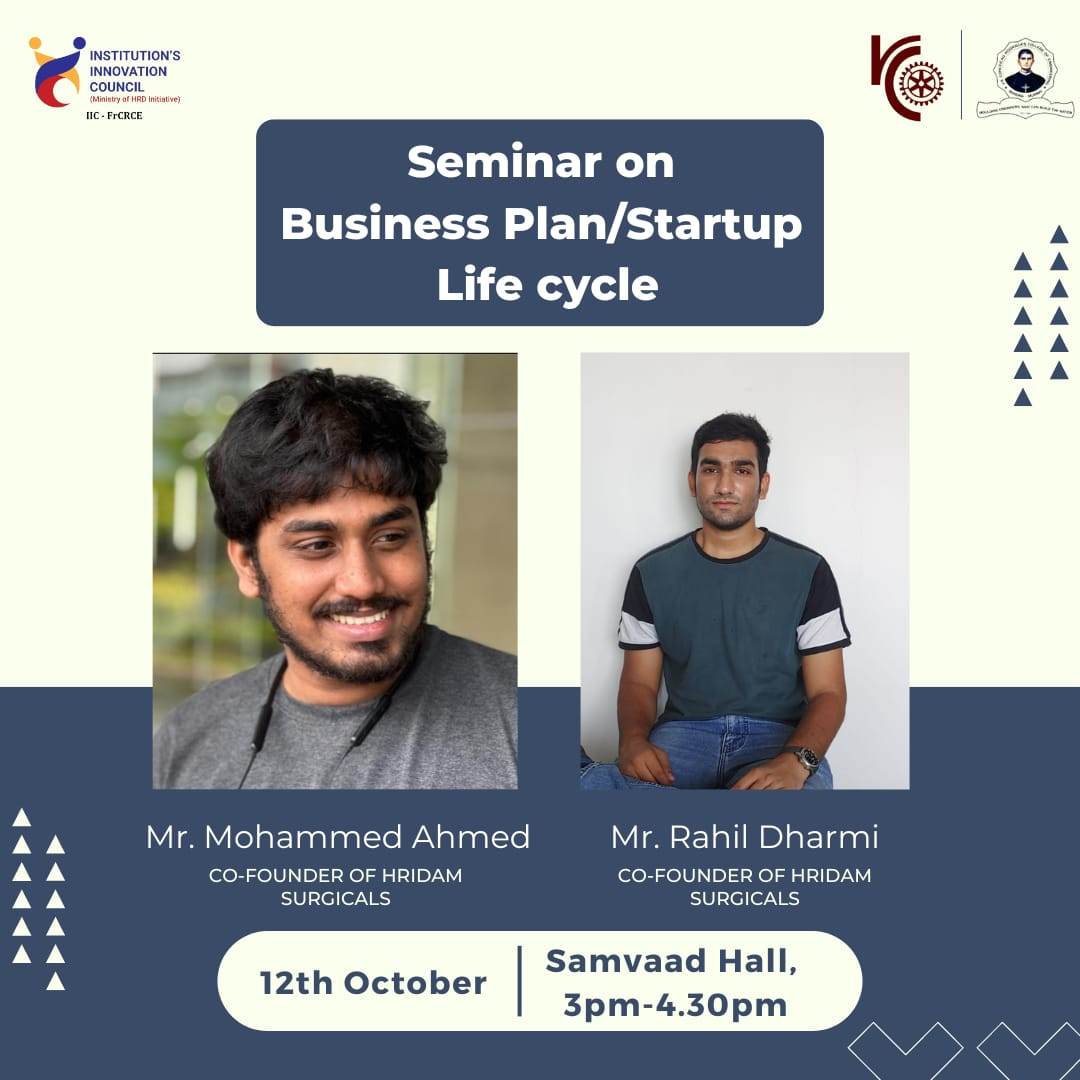 INSTITUTION'S
INNOVATION
COUNCIL
(Ministry of HRD Initiative)
IIC - FrCRCE
Seminar on
Business Plan/Startup
Life cycle
Mr. Mohammed Ahmed
CO-FOUNDER OF HRIDAM
SURGICALS
Mr. Rahil Dharmi
CO-FOUNDER OF HRIDAM
SURGICALS
12th October
Samvaad Hall,
3pm-4.30pm